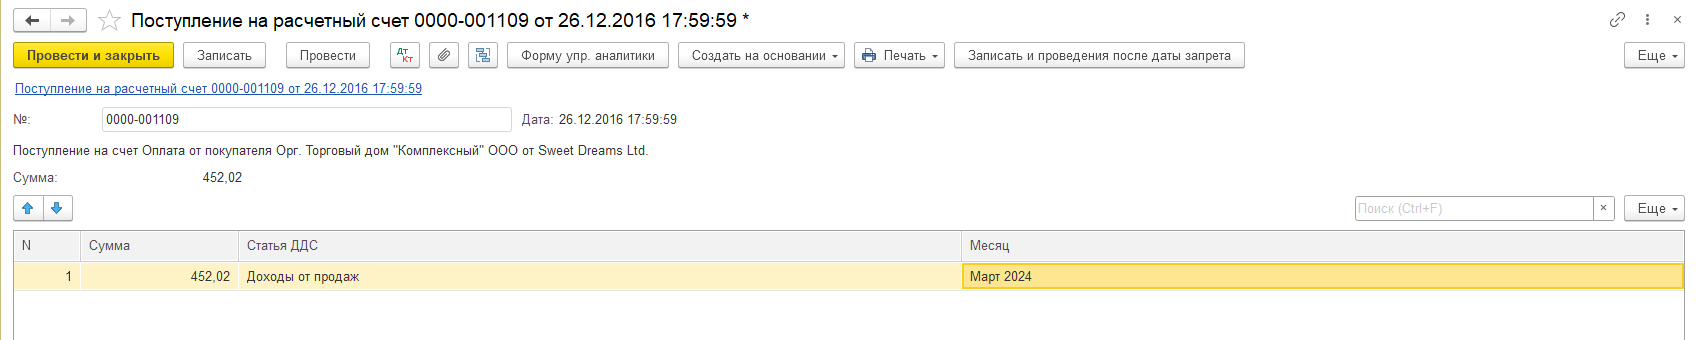 Поступление на расчетный счет 0000-001109 от 26.12.2016 17:59:59 *
Провести и закрыть Записать Провести Дт Кт Форму упр. аналитики Создать на основании Печать Записать и проведения после даты запрета Еще
Поступление на расчетный счет 0000-001109 от 26.12.2016 17:59:59
№: 0000-001109 Дата: 26.12.2016 17:59:59
Поступление на счет Оплата от покупателя Орг. Торговый дом "Комплексный" ООО от Sweet Dreams Ltd.
Сумма: 452,02
Поиск (Ctrl+F) × Еще
N Сумма Статья ДДС Месяц
1 452,02 Доходы от продаж Март 2024